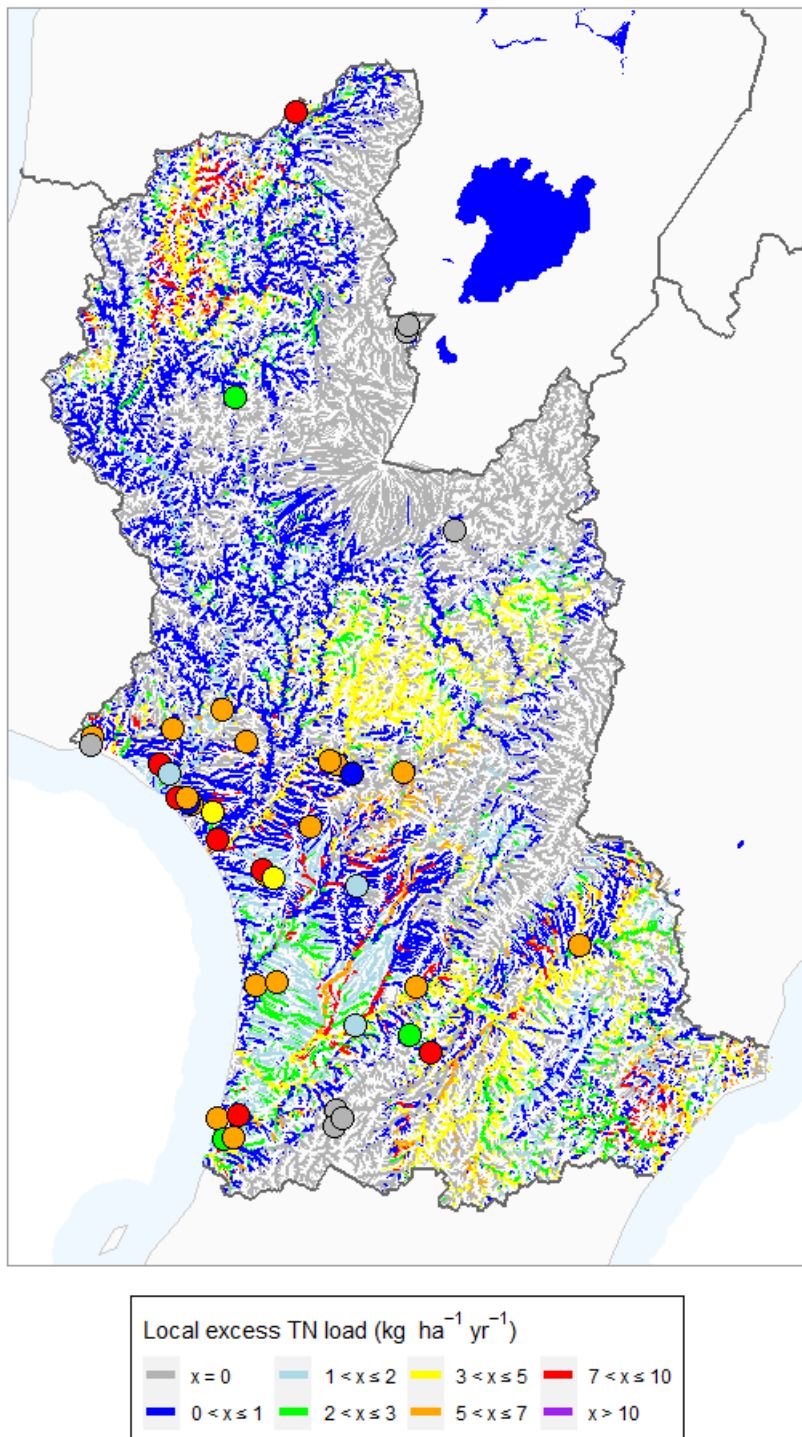 Local excess TN load (kg ha⁻¹ yr⁻¹)
x = 0 1 < x ≤ 2 3 < x ≤ 5 7 < x ≤ 10
0 < x ≤ 1 2 < x ≤ 3 5 < x ≤ 7 x > 10